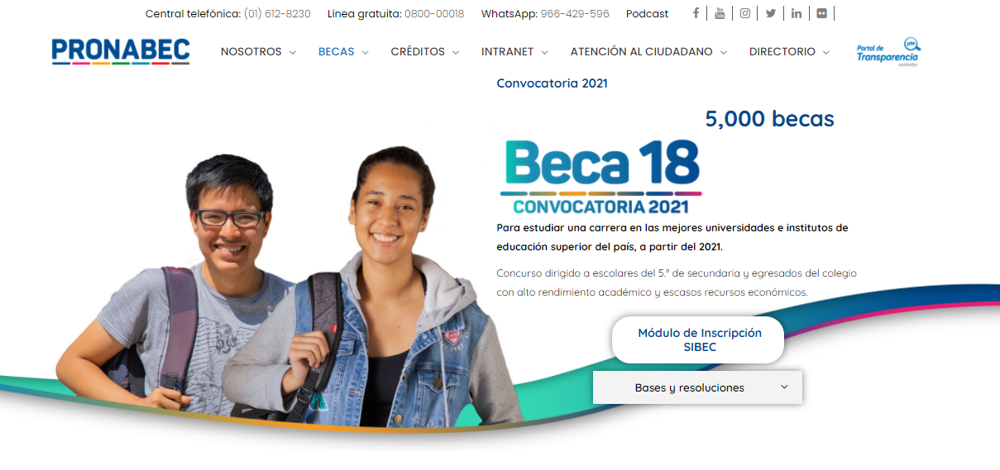 Central telefónica: (01) 612-8230 Línea gratuita: 0800-00018 WhatsApp: 966-429-596 Podcast
PRONABEC NOSOTROS BECAS CRÉDITOS INTRANET ATENCIÓN AL CIUDADANO DIRECTORIO
pte
Portal de
Transparencia
estándar
Convocatoria 2021
5,000 becas
Beca 18
CONVOCATORIA 2021
Para estudiar una carrera en las mejores universidades e institutos de
educación superior del país, a partir del 2021.
Concurso dirigido a escolares del 5.° de secundaria y egresados del colegio
con alto rendimiento académico y escasos recursos económicos.
Módulo de Inscripción
SIBEC
Bases y resoluciones